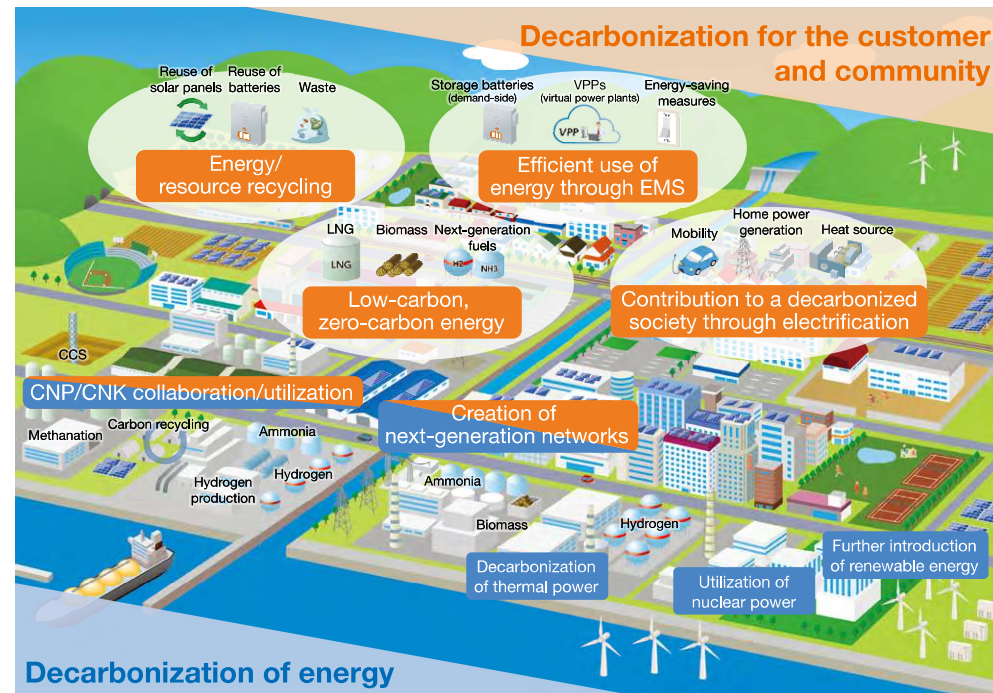 Decarbonization for the customer
and community
Reuse of
solar panels
Reuse of
batteries
Waste
Energy/
resource recycling
Storage batteries
(demand-side)
VPPs
(virtual power plants)
VPP
Energy-saving
measures
Efficient use of
energy through EMS
LNG
LNG
Biomass
Next-generation
fuels
H2
NH3
Low-carbon,
zero-carbon energy
Mobility
Home power
generation
Heat source
Contribution to a decarbonized
society through electrification
CCS
CNP/CNK collaboration/utilization
Methanation
Carbon recycling
Ammonia
Hydrogen
production
Hydrogen
Creation of
next-generation networks
Ammonia
Biomass
Hydrogen
Decarbonization
of thermal power
Utilization of
nuclear power
Further introduction
of renewable energy
Decarbonization of energy